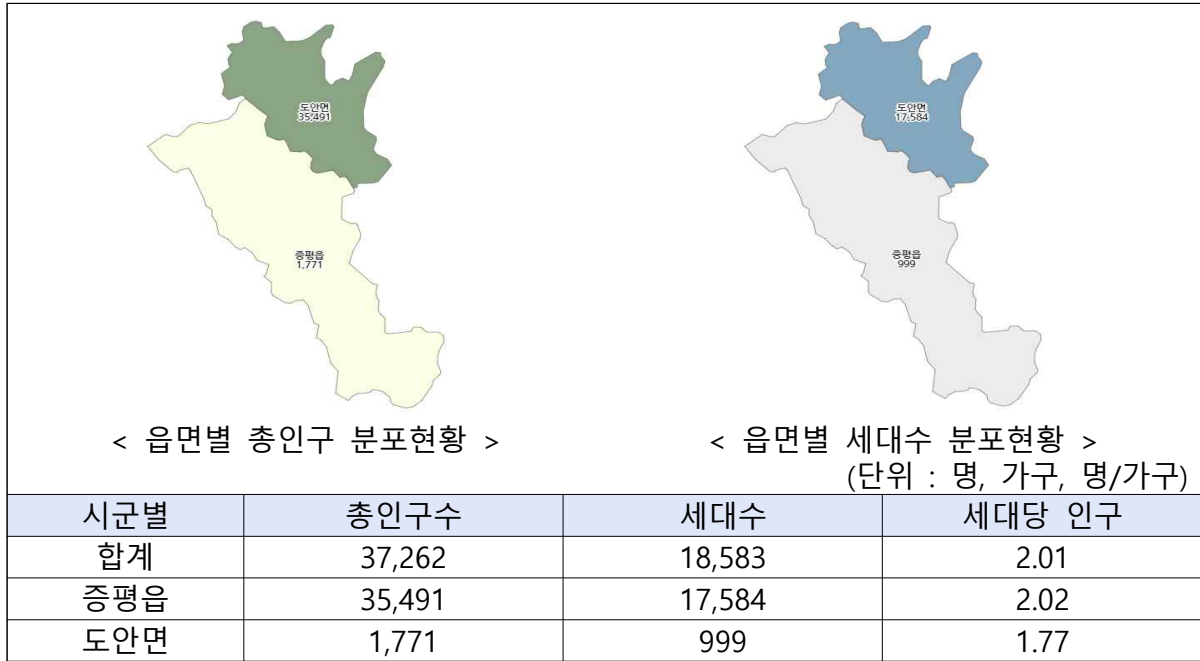 도안면
35,491
증평읍
1,771
도안면
17,584
증평읍
999
< 읍면별 총인구 분포현황 >
< 읍면별 세대수 분포현황 >
(단위 : 명, 가구, 명/가구)
시군별 총인구수 세대수 세대당 인구
합계 37,262 18,583 2.01
증평읍 35,491 17,584 2.02
도안면 1,771 999 1.77